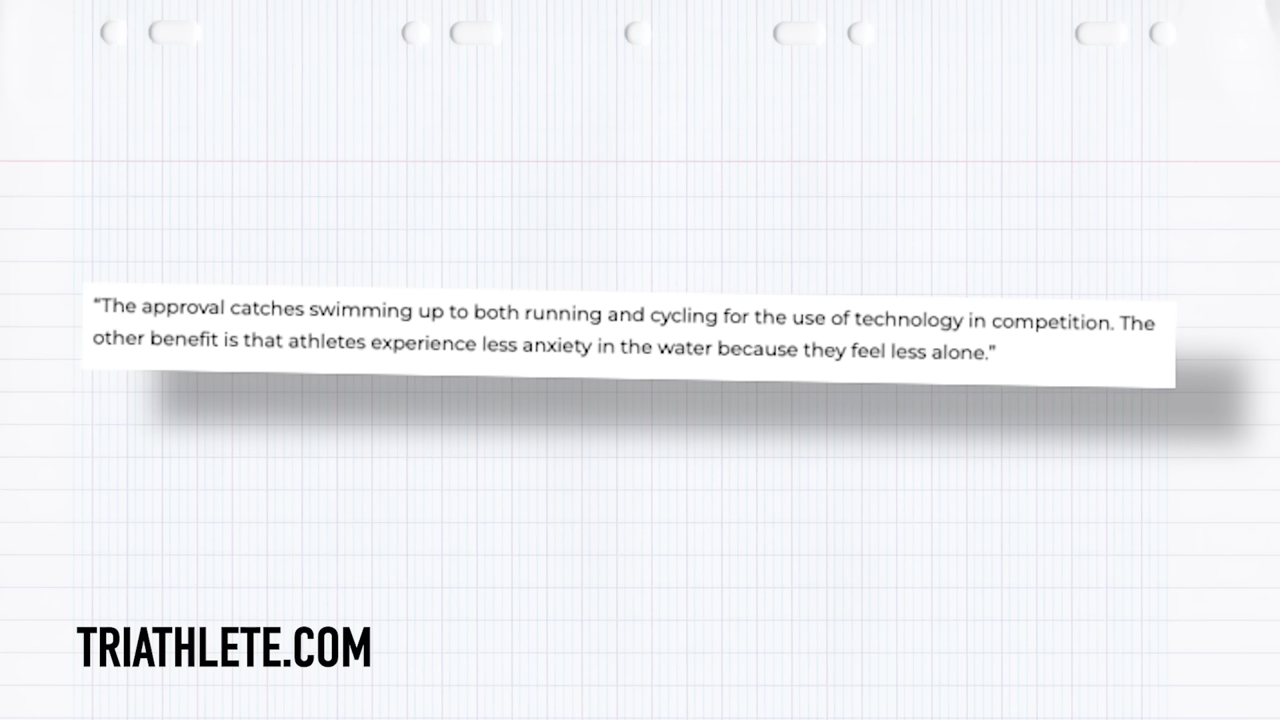 “The approval catches swimming up to both running and cycling for the use of technology in competition. The
other benefit is that athletes experience less anxiety in the water because they feel less alone.”
TRIATHLETE.COM